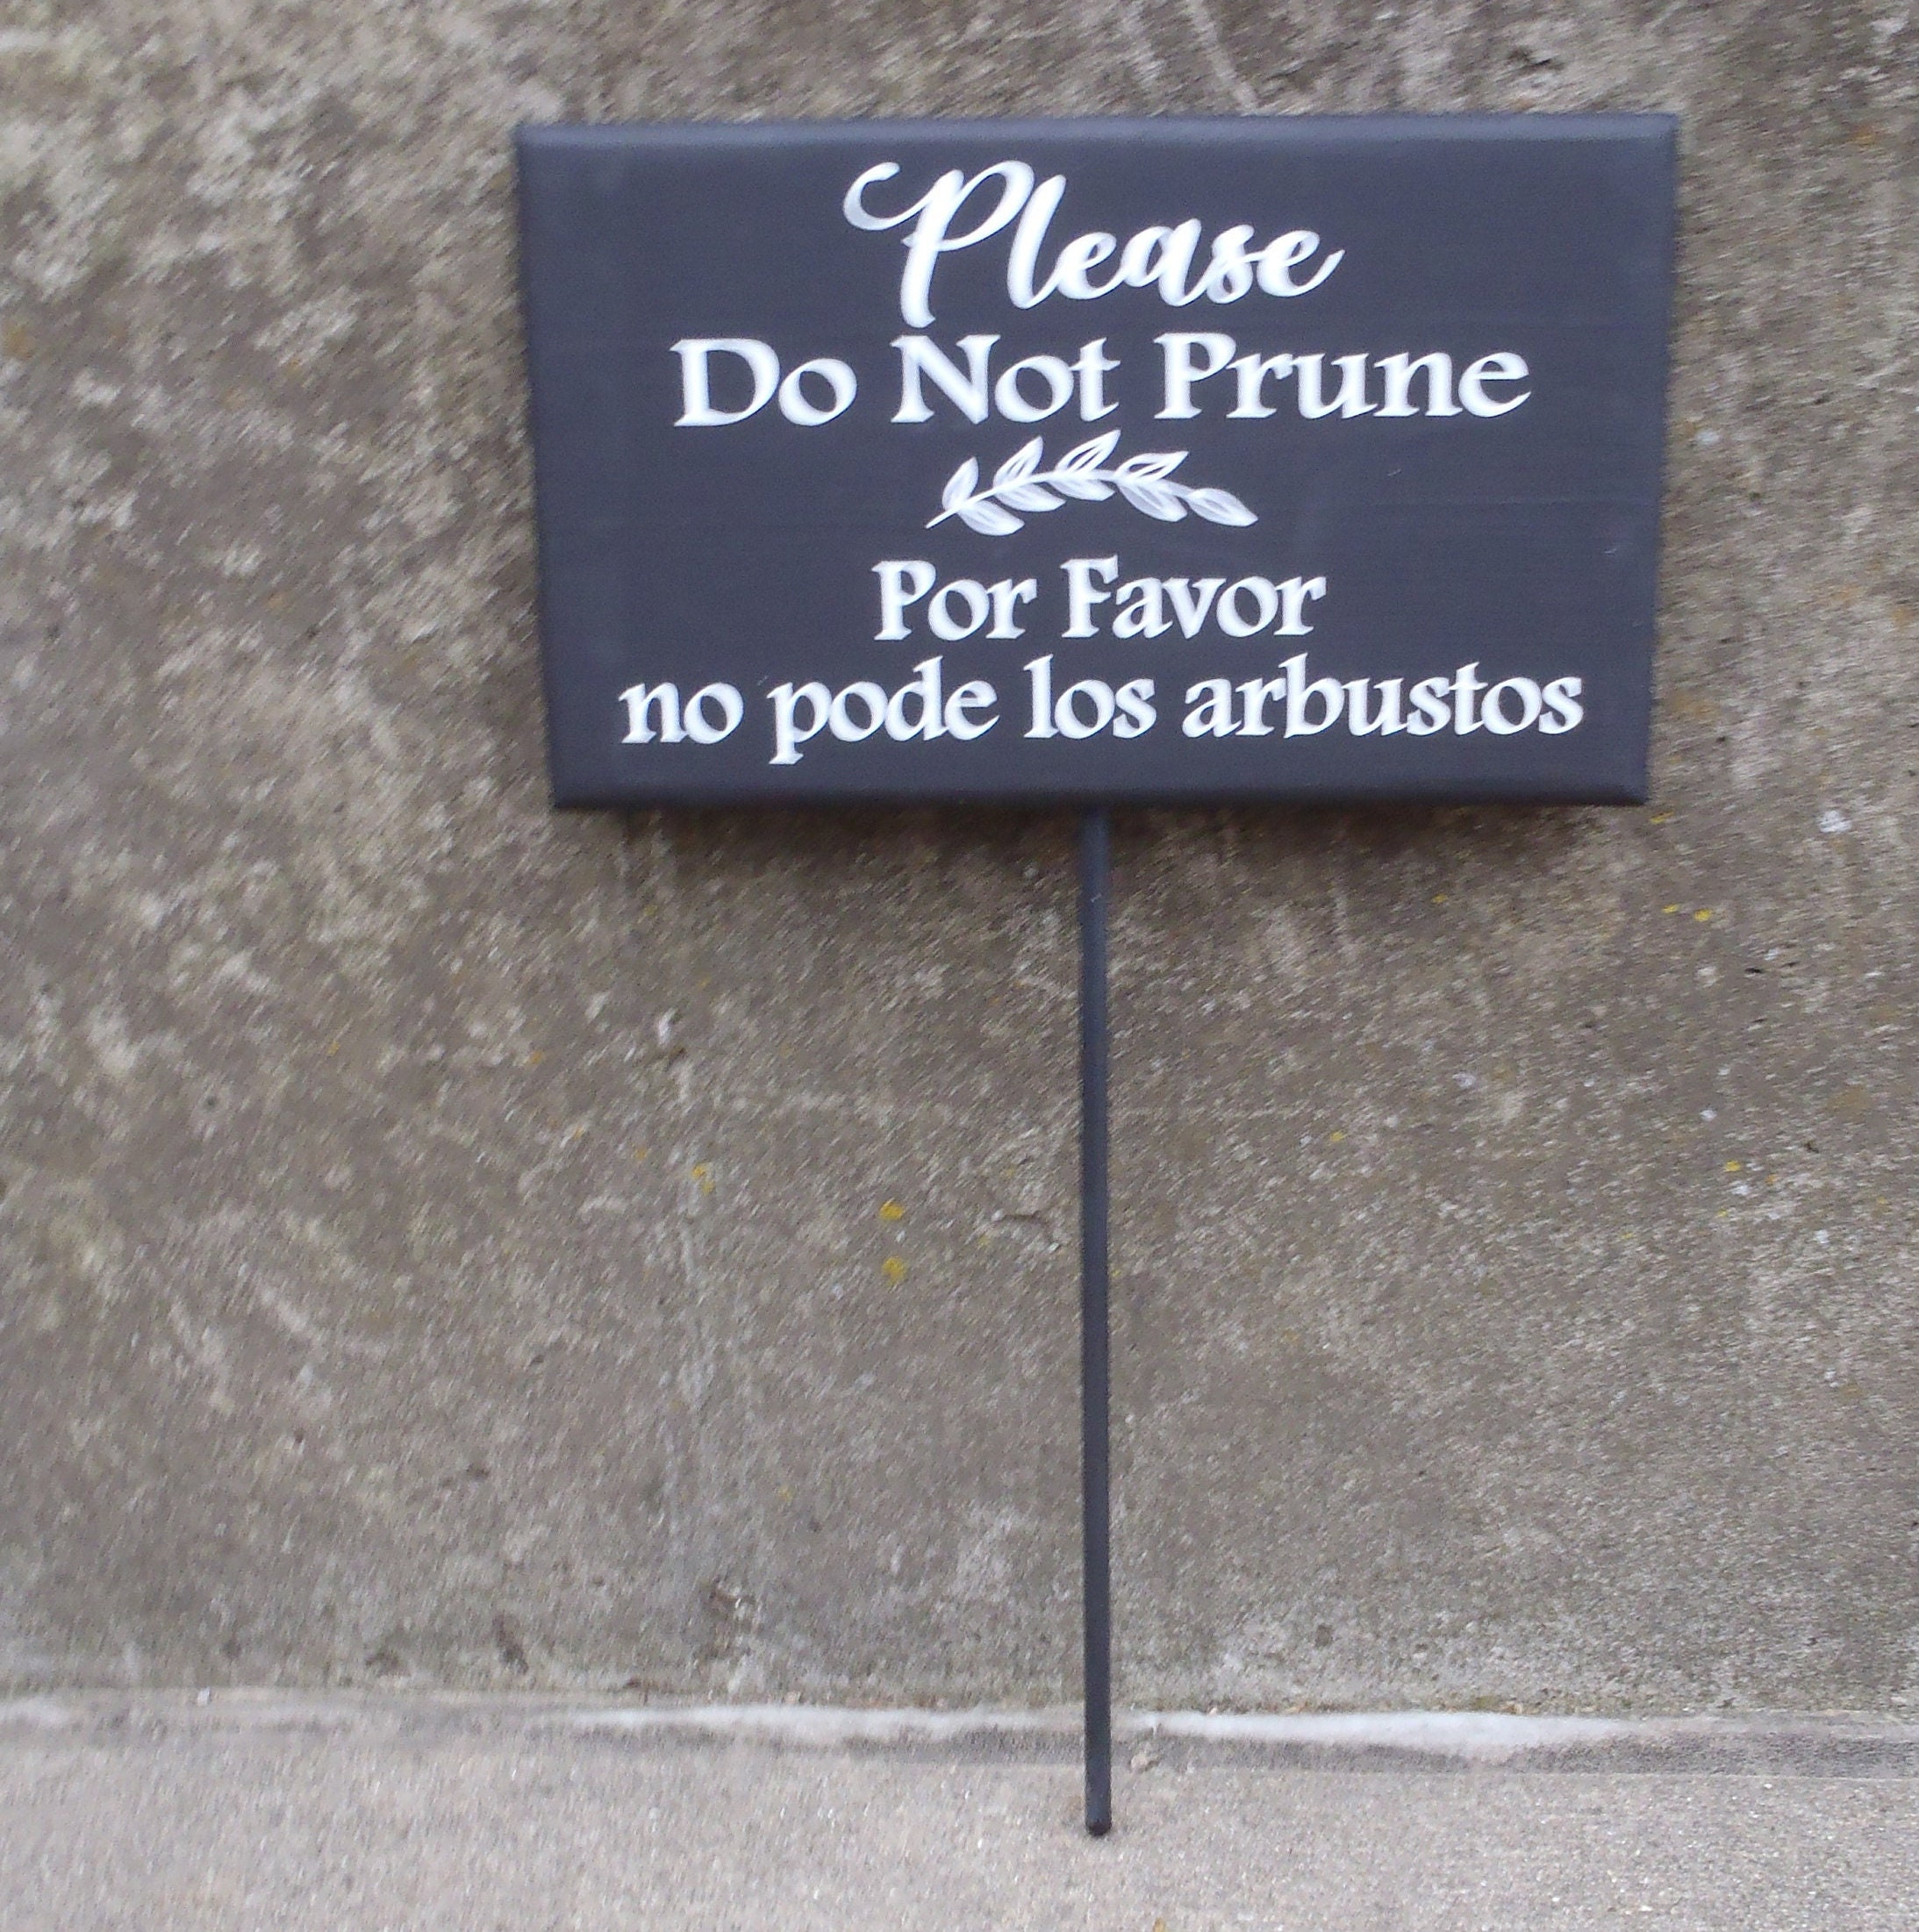 Please
Do Not Prune
Por Favor
no pode los arbustos